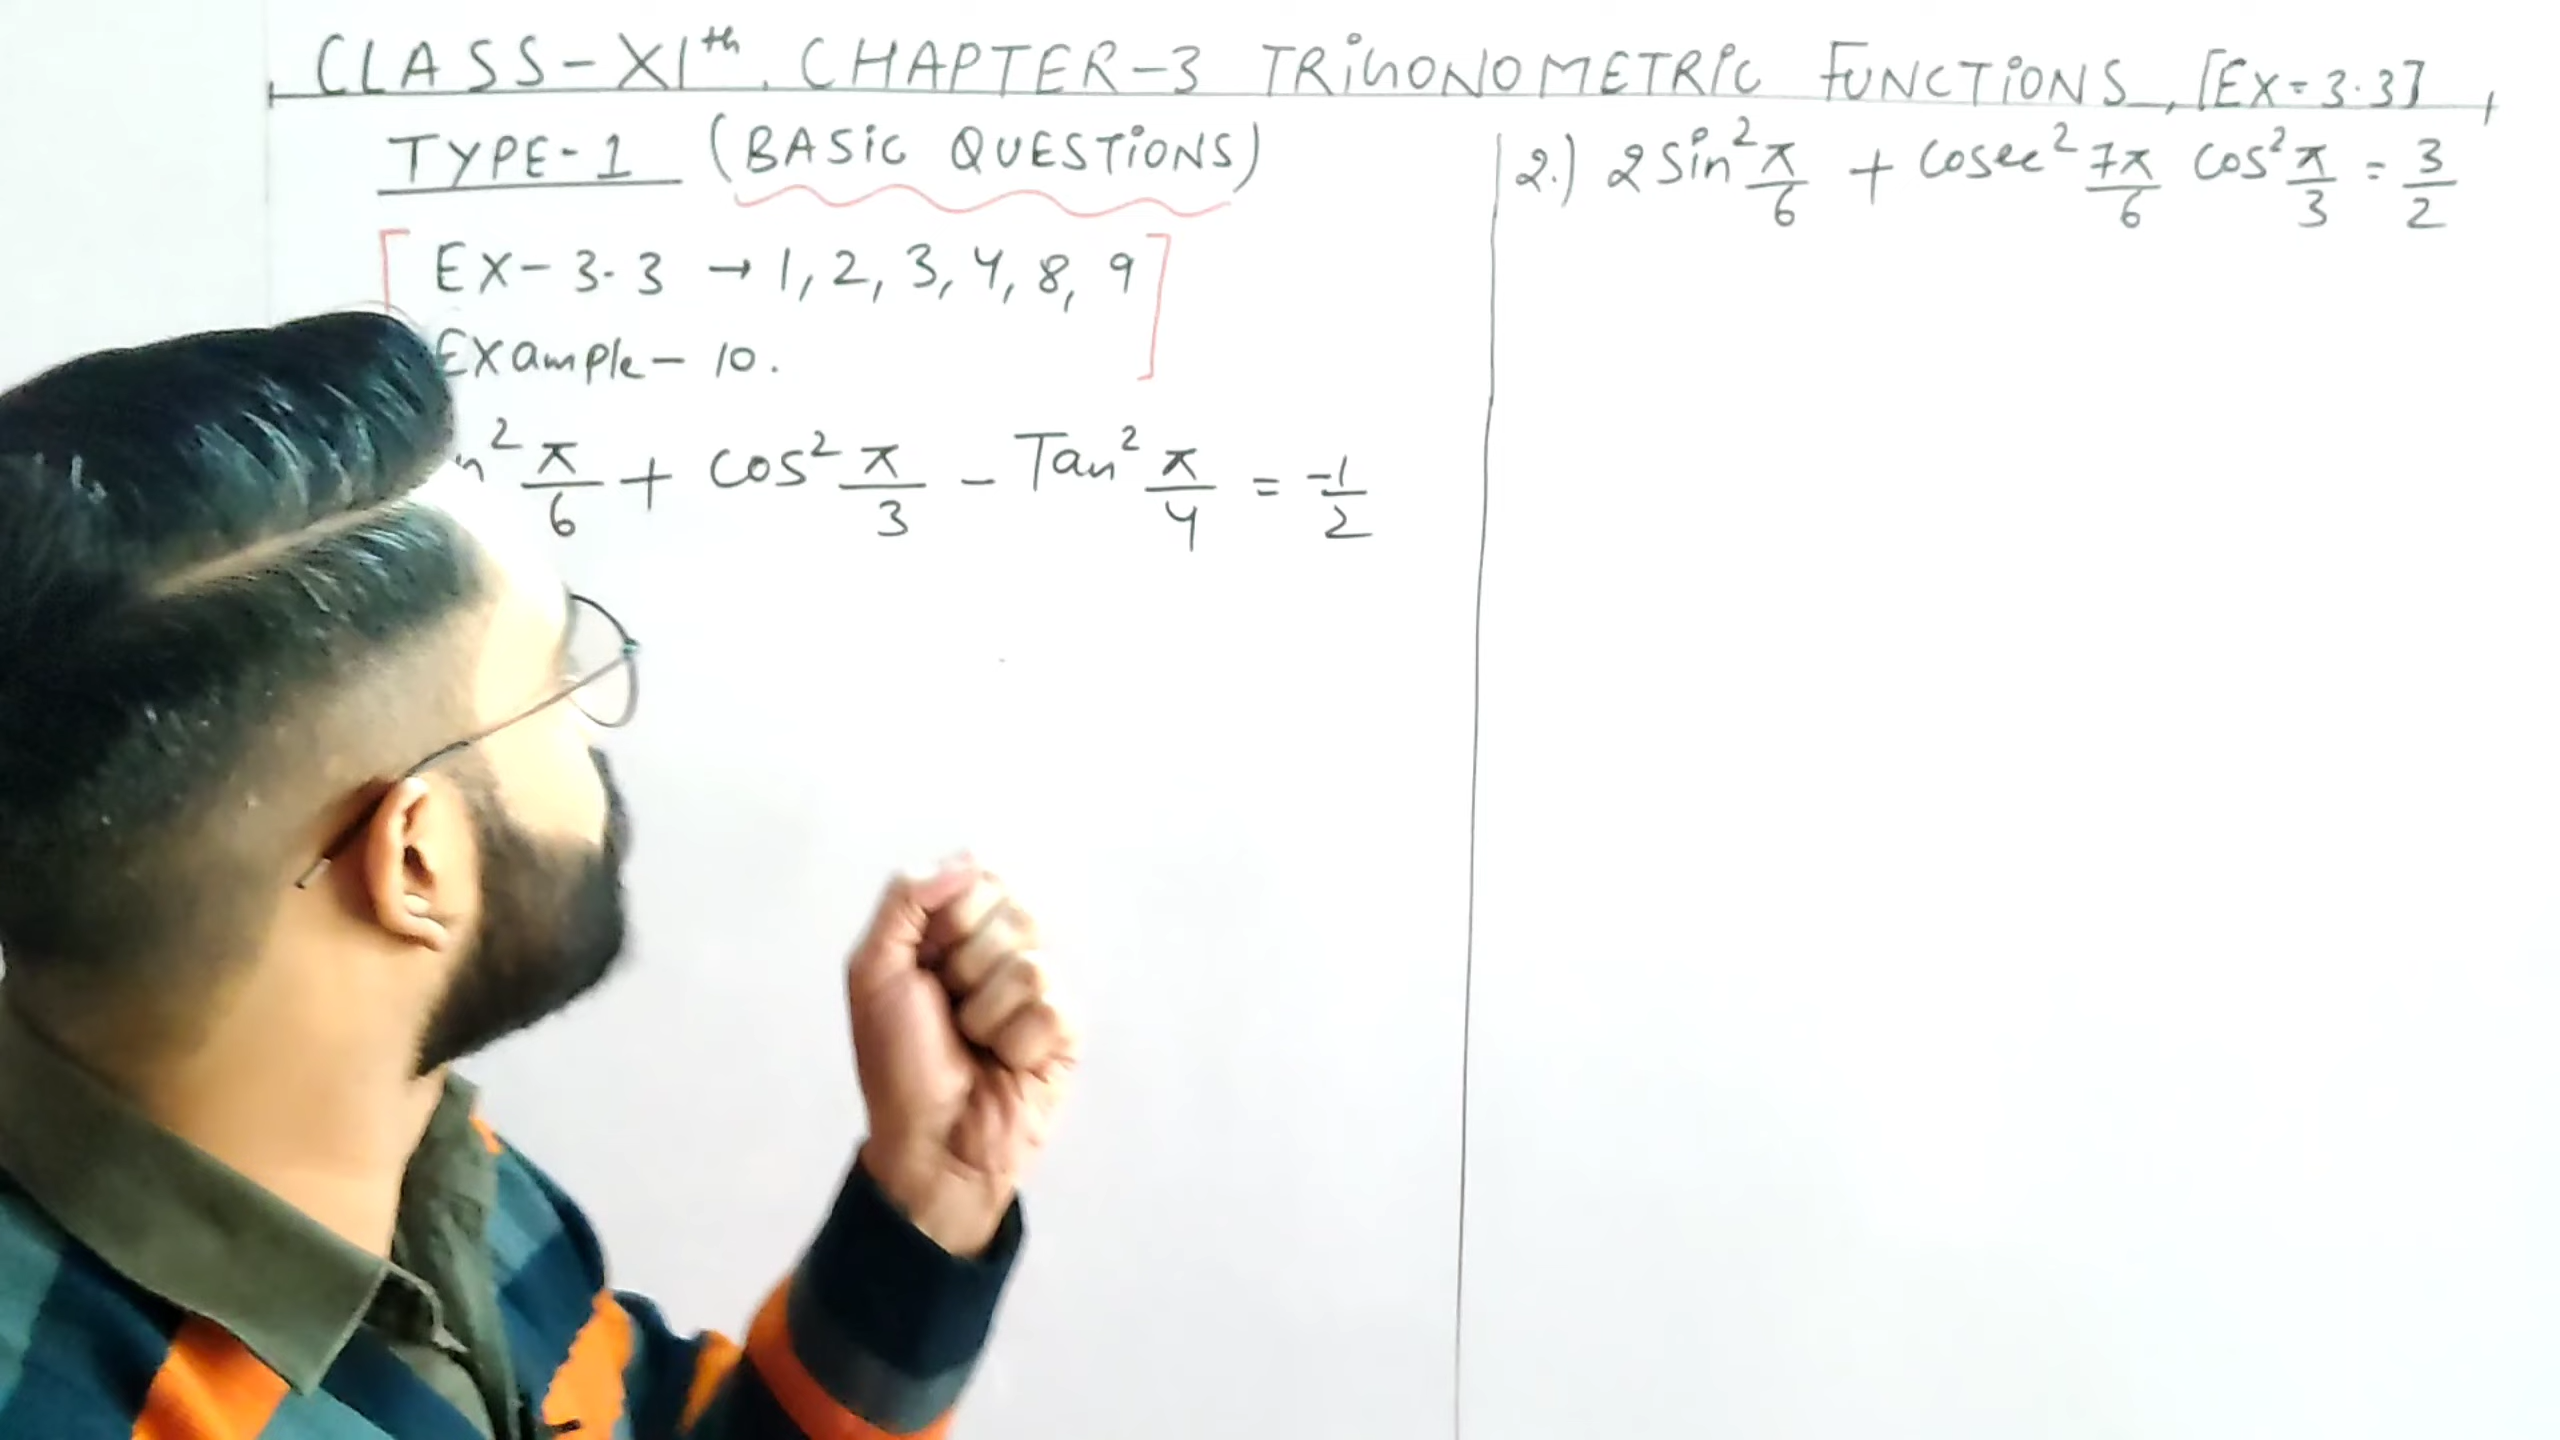 CLASS-XIth. CHAPTER-3 TRIGONOMETRIC FUNCTIONS, [EX=3.3],
TYPE-1 (BASIC QUESTIONS)
[EX-3.3 → 1, 2, 3, 4, 8, 9
Example- 10.]
n² π/6 + cos² π/3 - Tan² π/4 = -1/2
2.) 2 Sin² π/6 + Cosec² 7π/6 cos² π/3 = 3/2